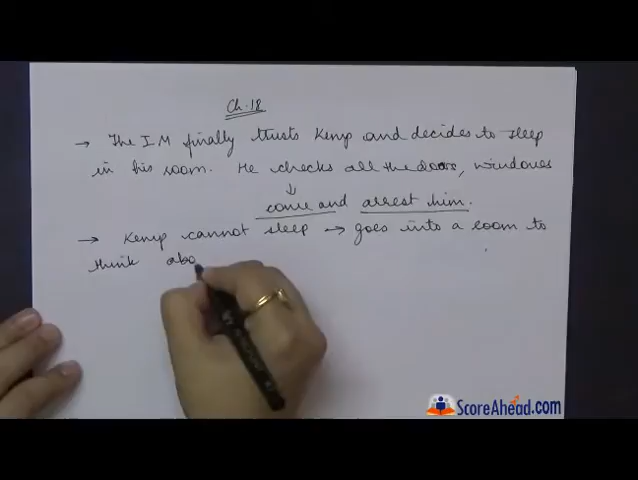 Ch. 18
→ The I M finally trusts Kemp and decides to sleep
in his room. He checks all the doors, windows
↓
come and arrest him.
→ Kemp cannot sleep → goes into a room to
think abo
ScoreAhead.com